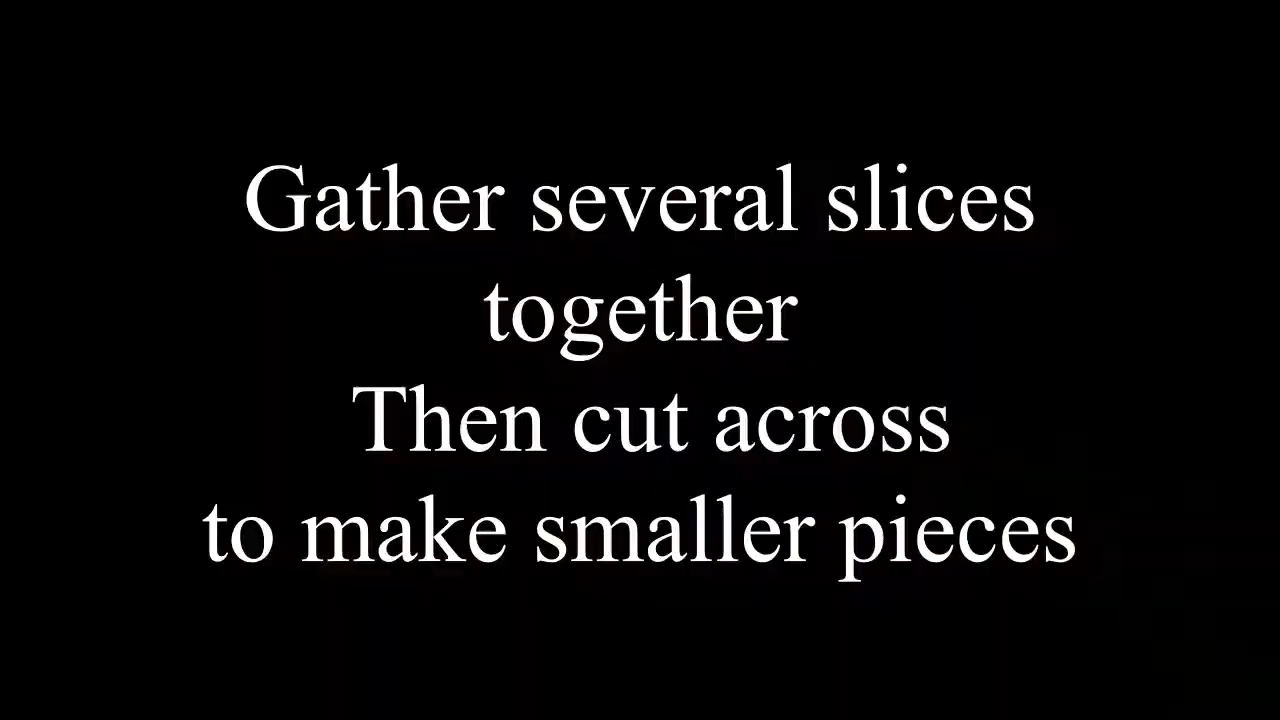 Gather several slices
together
Then cut across
to make smaller pieces